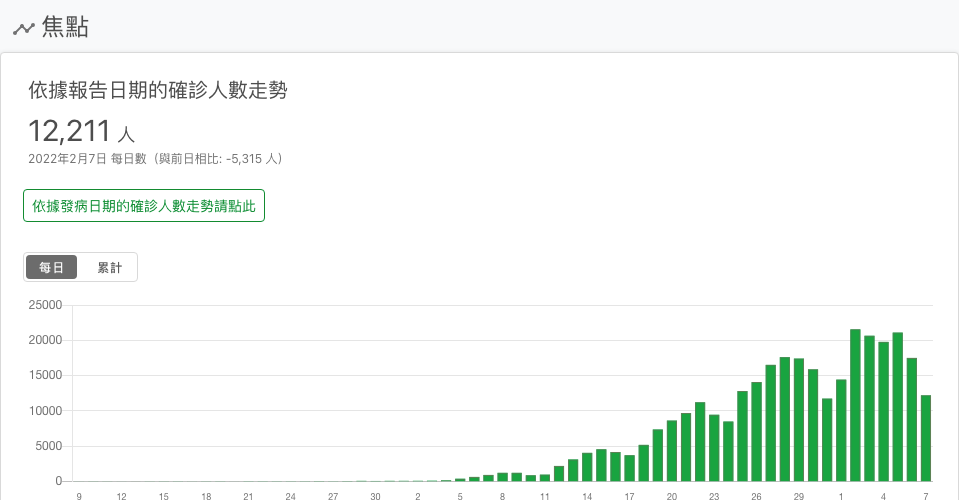 焦點
依據報告日期的確診人數走勢
12,211 人
2022年2月7日 每日數（與前日相比: -5,315 人）
依據發病日期的確診人數走勢請點此
每日 累計
25000
20000
15000
10000
5000
0
9 12 15 18 21 24 27 30 2 5 8 11 14 17 20 23 26 29 1 4 7